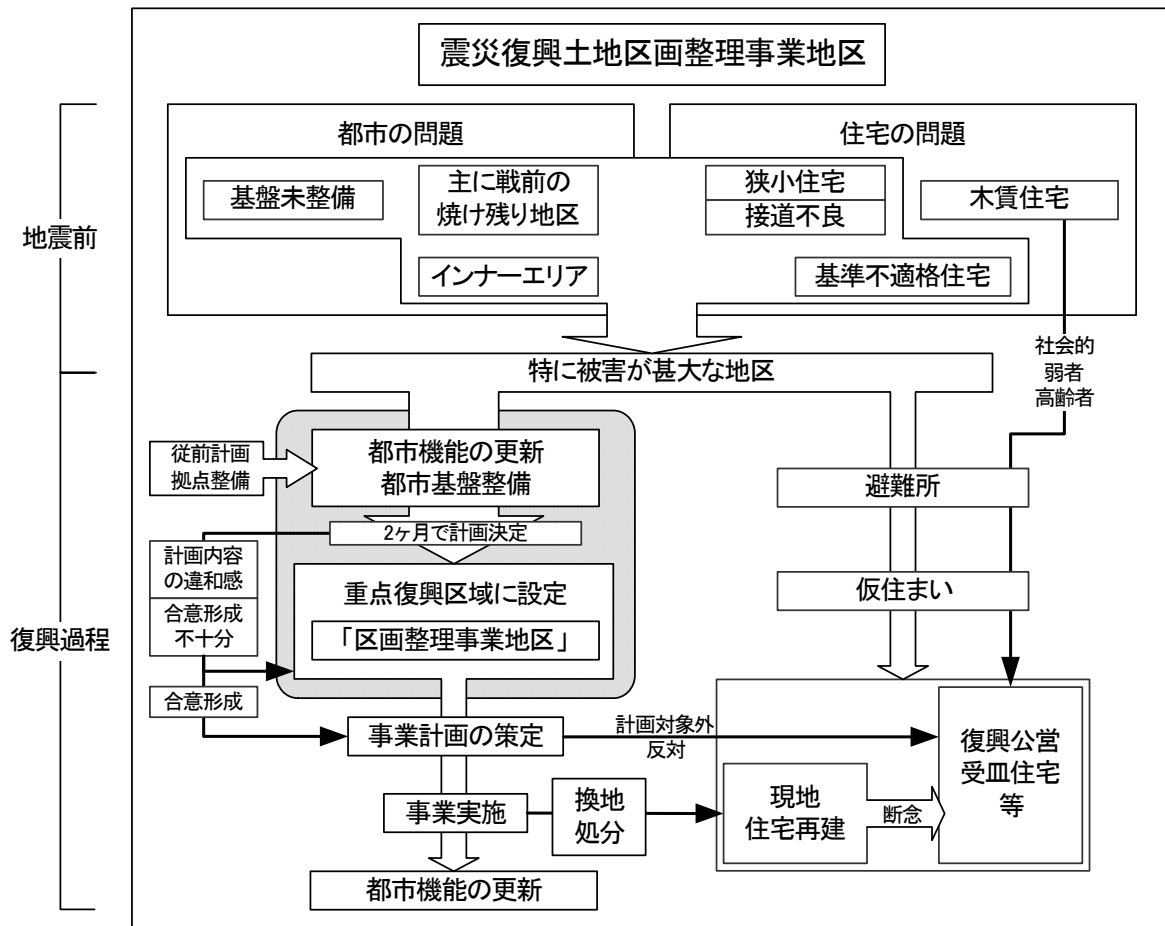 震災復興土地区画整理事業地区
都市の問題
住宅の問題
基盤未整備
主に戦前の
焼け残り地区
狭小住宅
接道不良
木賃住宅
地震前
インナーエリア
基準不適格住宅
社会的
弱者
高齢者
特に被害が甚大な地区
従前計画
拠点整備
都市機能の更新
都市基盤整備
避難所
2ヶ月で計画決定
計画内容
の違和感
合意形成
不十分
重点復興区域に設定
「区画整理事業地区」
仮住まい
復興過程
合意形成
事業計画の策定
計画対象外
反対
復興公営
受皿住宅
等
事業実施
換地
処分
現地
住宅再建
断念
都市機能の更新